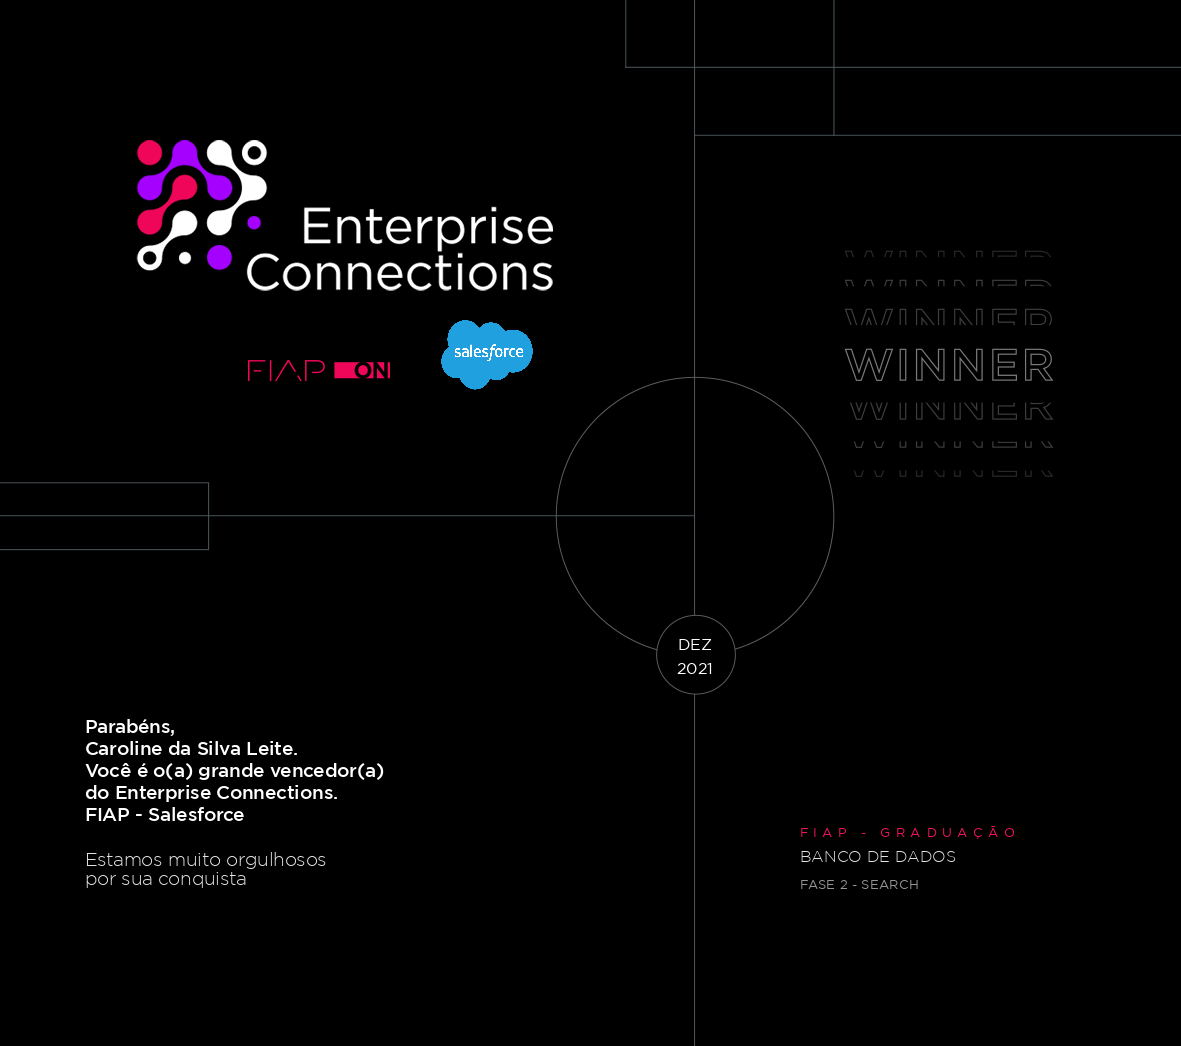 Enterprise
Connections
FIAP ON
salesforce
WINNER
WINNER
WINNER
WINNER
WINNER
WINNER
WINNER
DEZ
2021
Parabéns,
Caroline da Silva Leite.
Você é o(a) grande vencedor(a)
do Enterprise Connections.
FIAP - Salesforce
Estamos muito orgulhosos
por sua conquista
FIAP - GRADUAÇÃO
BANCO DE DADOS
FASE 2 - SEARCH